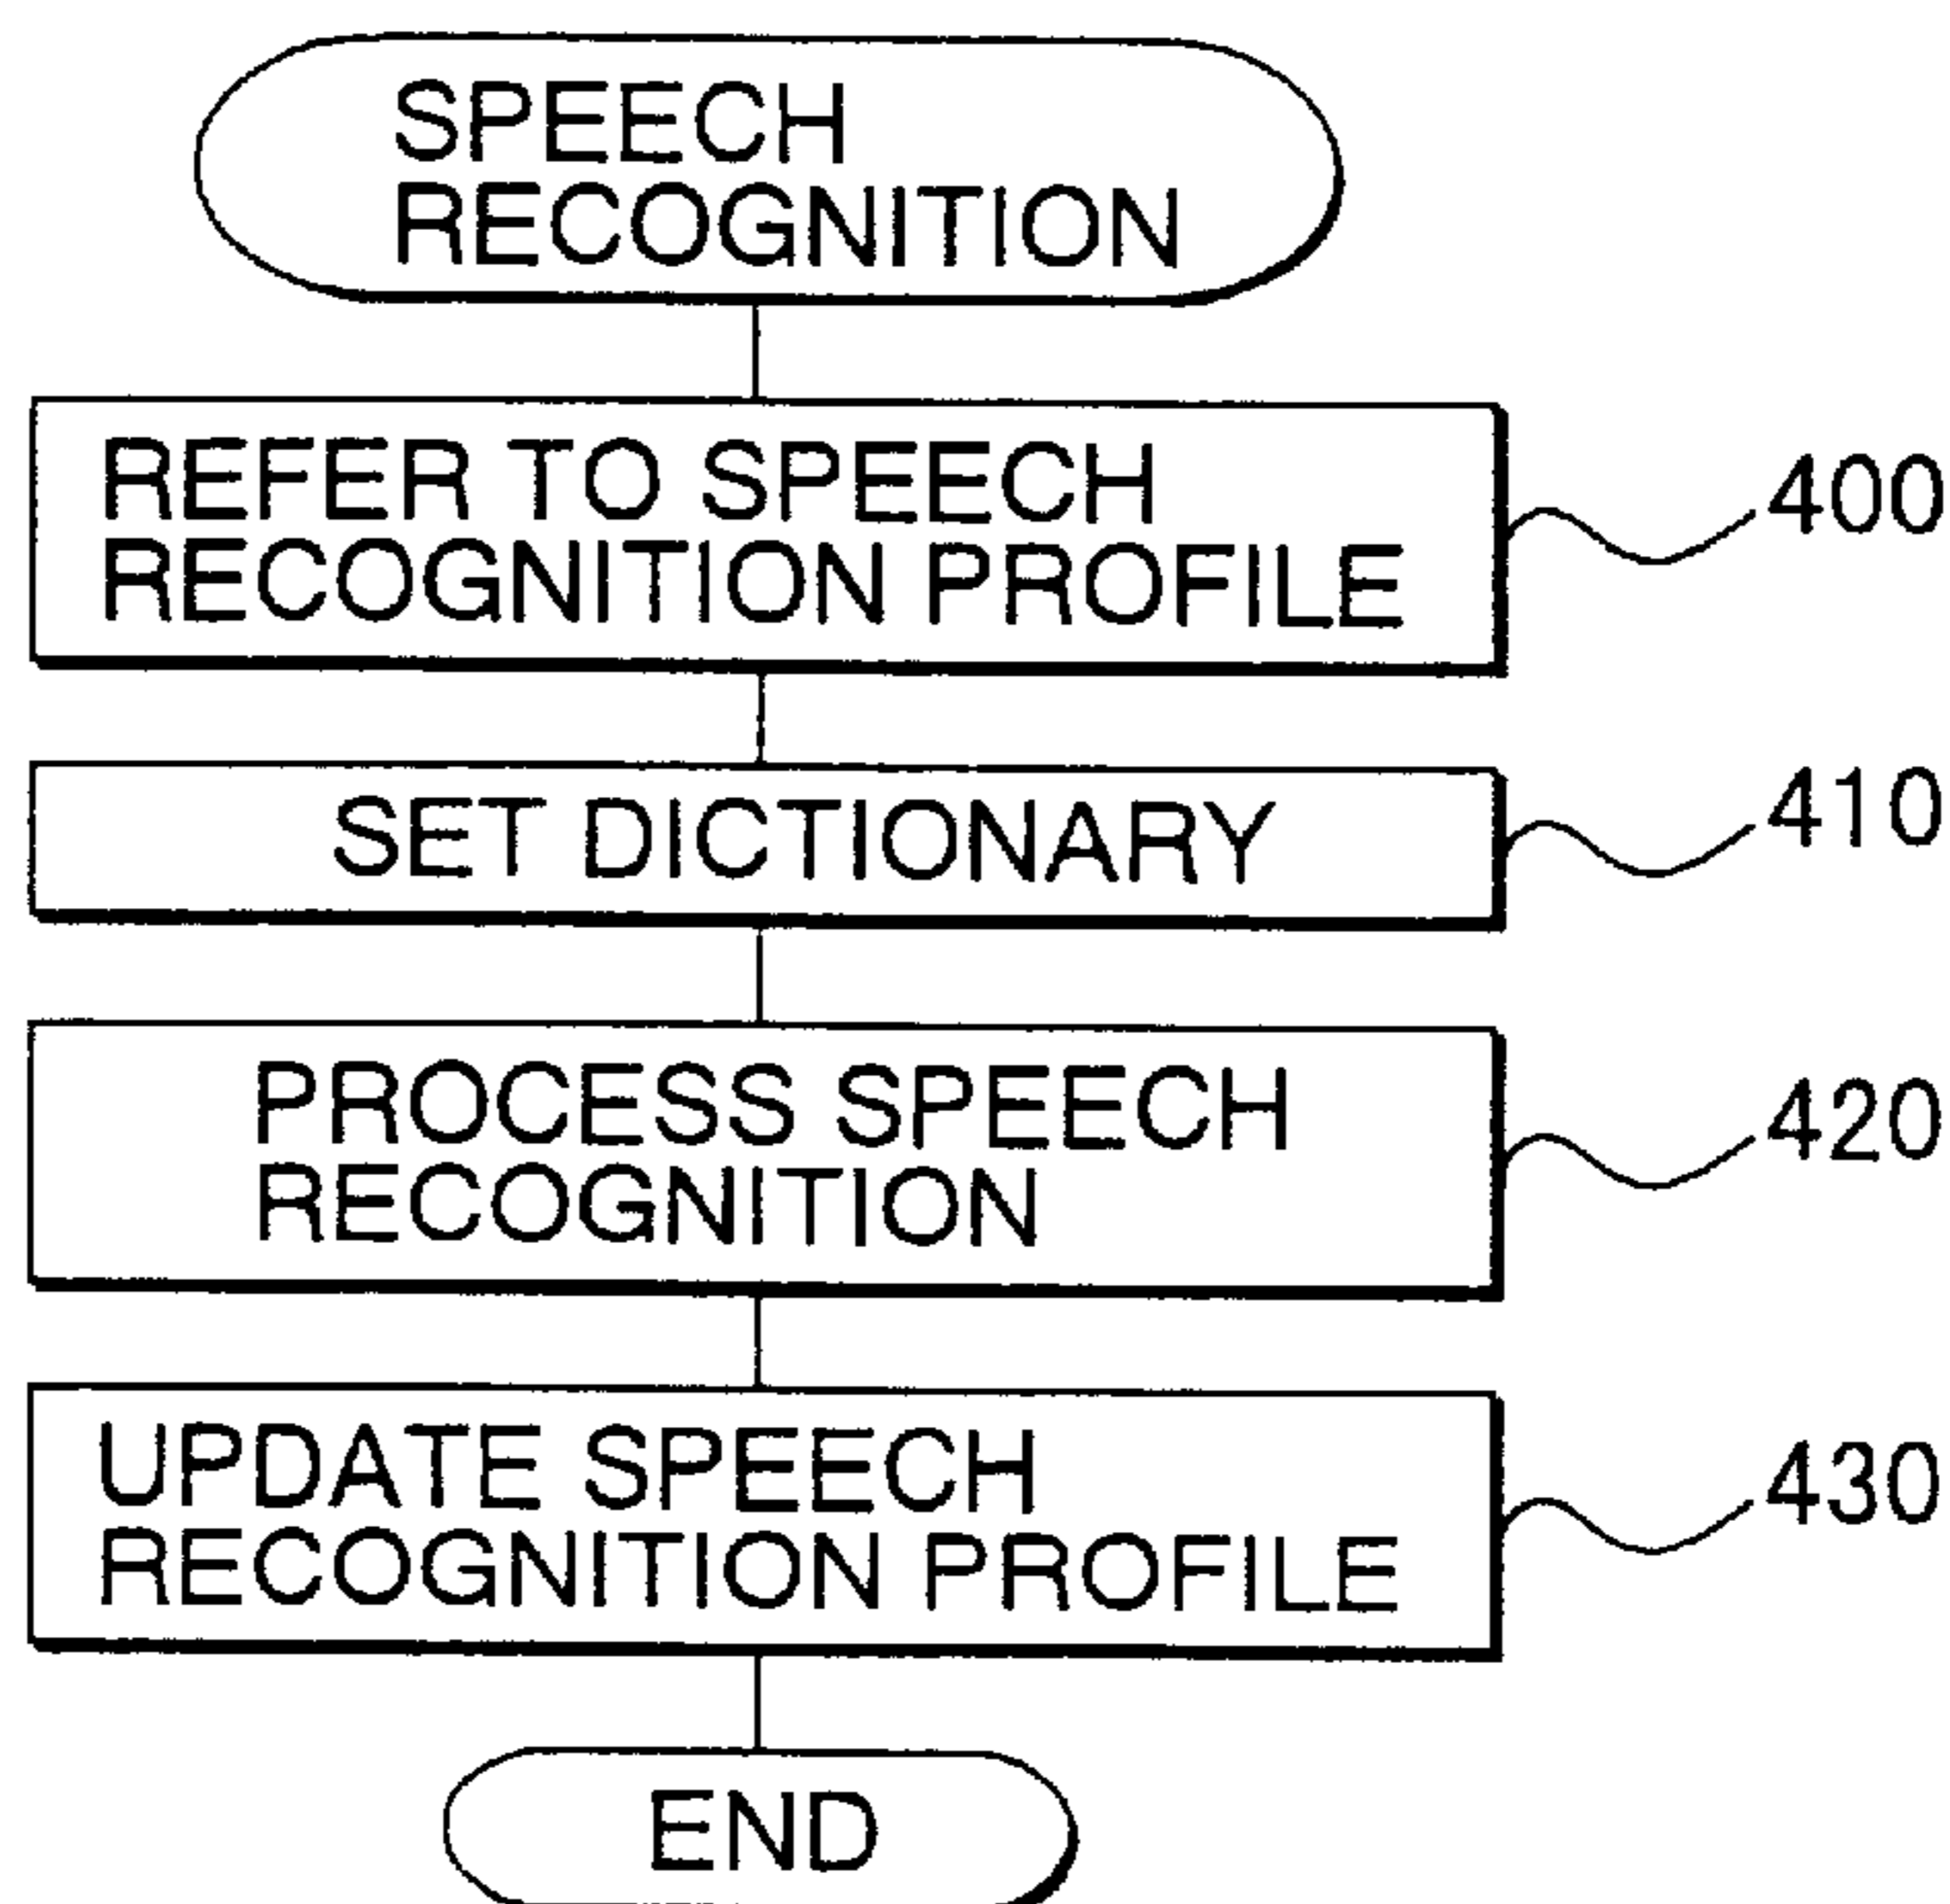 SPEECH
RECOGNITION
REFER TO SPEECH
RECOGNITION PROFILE
400
SET DICTIONARY
410
PROCESS SPEECH
RECOGNITION
420
UPDATE SPEECH
RECOGNITION PROFILE
430
END